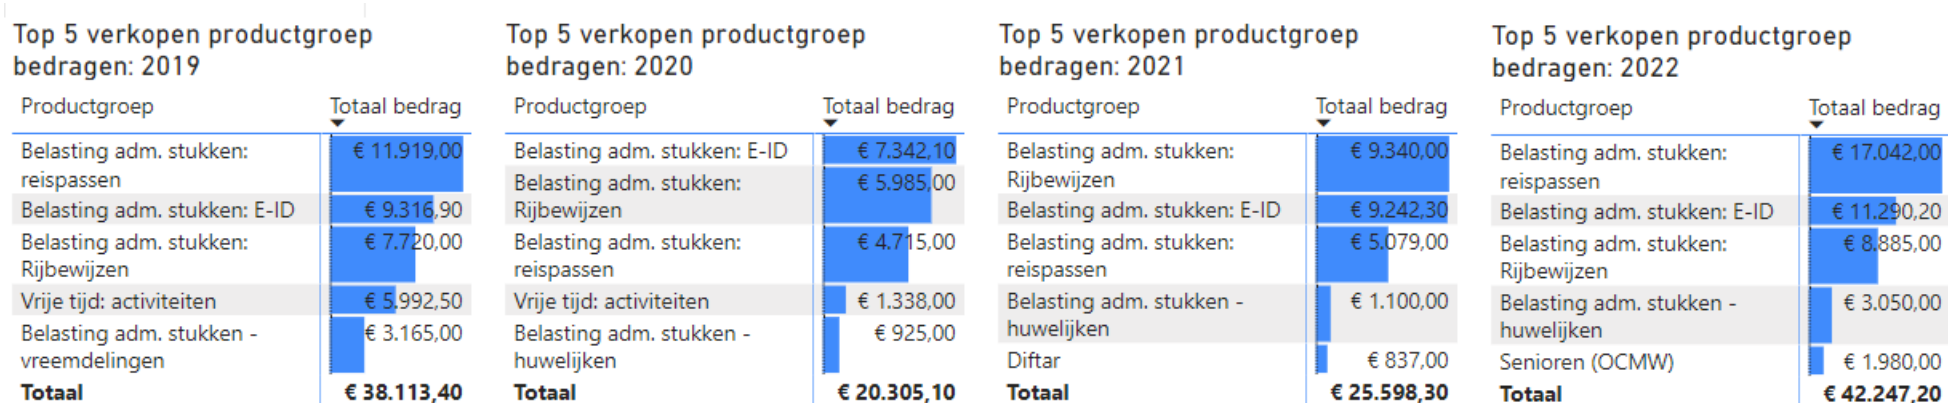 Top 5 verkopen productgroep
bedragen: 2019
Productgroep Totaal bedrag
Belasting adm. stukken: € 11.919,00
reispassen
Belasting adm. stukken: E-ID € 9.316,90
Belasting adm. stukken: € 7.720,00
Rijbewijzen
Vrije tijd: activiteiten € 5.992,50
Belasting adm. stukken - € 3.165,00
vreemdelingen
Totaal € 38.113,40
Top 5 verkopen productgroep
bedragen: 2020
Productgroep Totaal bedrag
Belasting adm. stukken: E-ID € 7.342,10
Belasting adm. stukken: € 5.985,00
Rijbewijzen
Belasting adm. stukken: € 4.715,00
reispassen
Vrije tijd: activiteiten € 1.338,00
Belasting adm. stukken - € 925,00
huwelijken
Totaal € 20.305,10
Top 5 verkopen productgroep
bedragen: 2021
Productgroep Totaal bedrag
Belasting adm. stukken: € 9.340,00
Rijbewijzen
Belasting adm. stukken: E-ID € 9.242,30
Belasting adm. stukken: € 5.079,00
reispassen
Belasting adm. stukken - € 1.100,00
huwelijken
Diftar € 837,00
Totaal € 25.598,30
Top 5 verkopen productgroep
bedragen: 2022
Productgroep Totaal bedrag
Belasting adm. stukken: € 17.042,00
reispassen
Belasting adm. stukken: E-ID € 11.290,20
Belasting adm. stukken: € 8.885,00
Rijbewijzen
Belasting adm. stukken - € 3.050,00
huwelijken
Senioren (OCMW) € 1.980,00
Totaal € 42.247,20